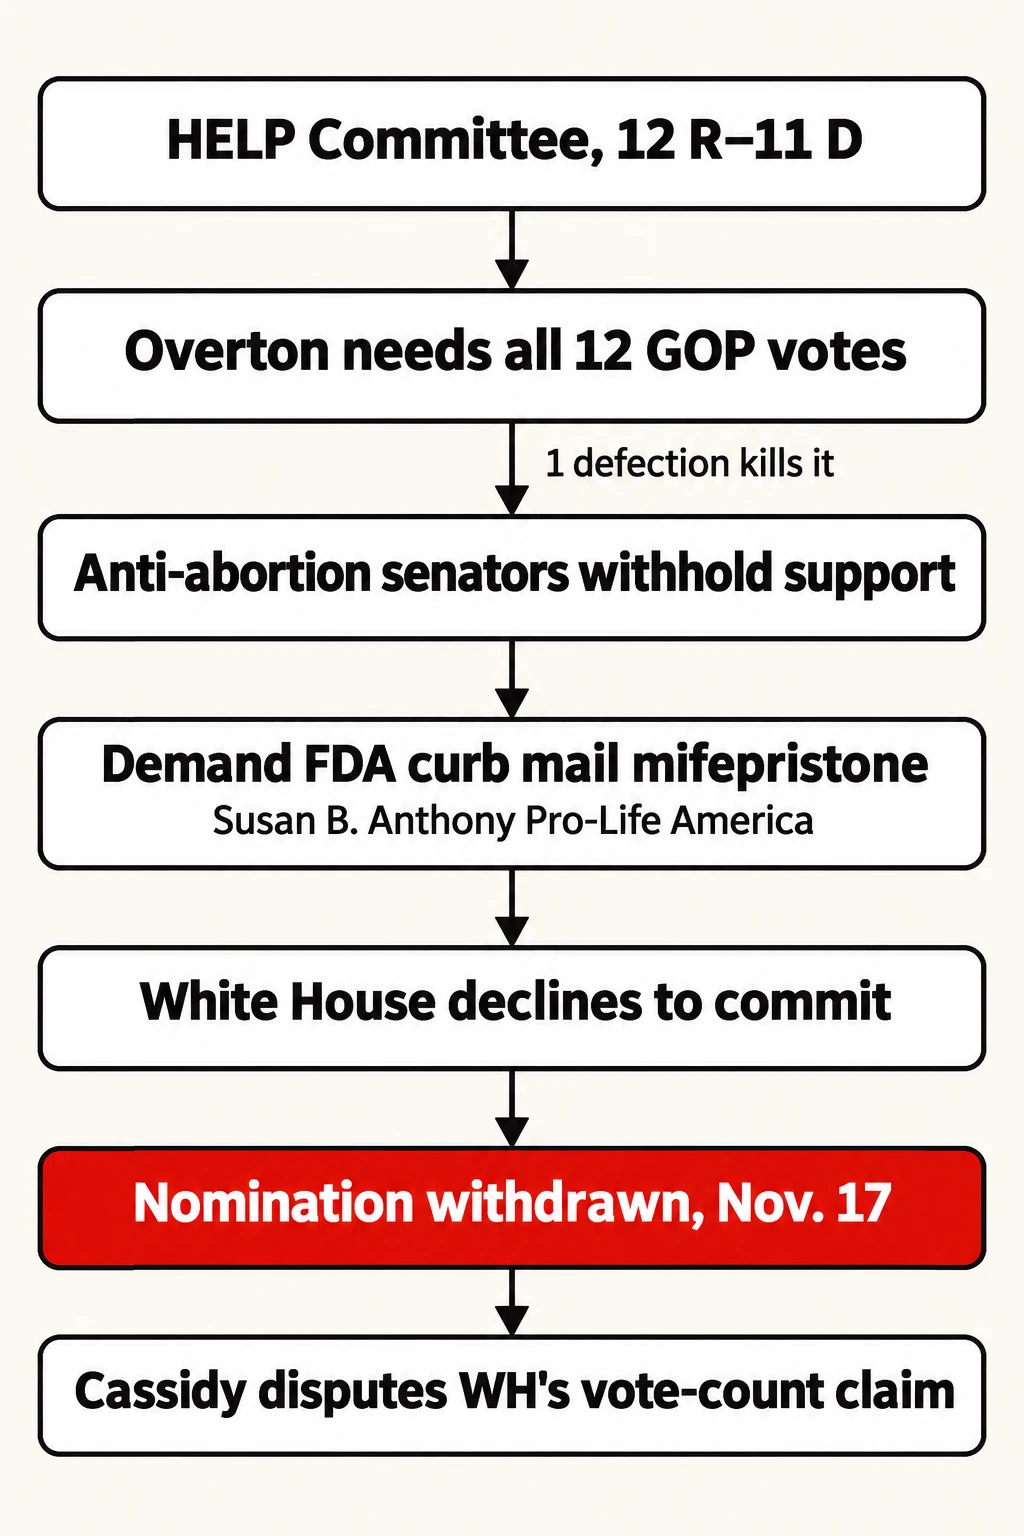 HELP Committee, 12 R–11 D
Overton needs all 12 GOP votes
1 defection kills it
Anti-abortion senators withhold support
Demand FDA curb mail mifepristone
Susan B. Anthony Pro-Life America
White House declines to commit
Nomination withdrawn, Nov. 17
Cassidy disputes WH's vote-count claim